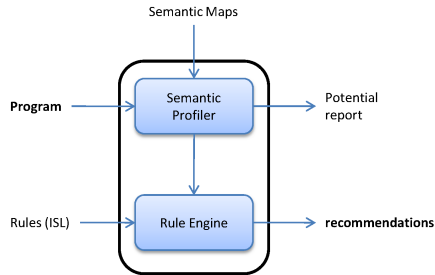 Semantic Maps
Program
Semantic
Profiler
Potential
report
Rules (ISL)
Rule Engine
recommendations